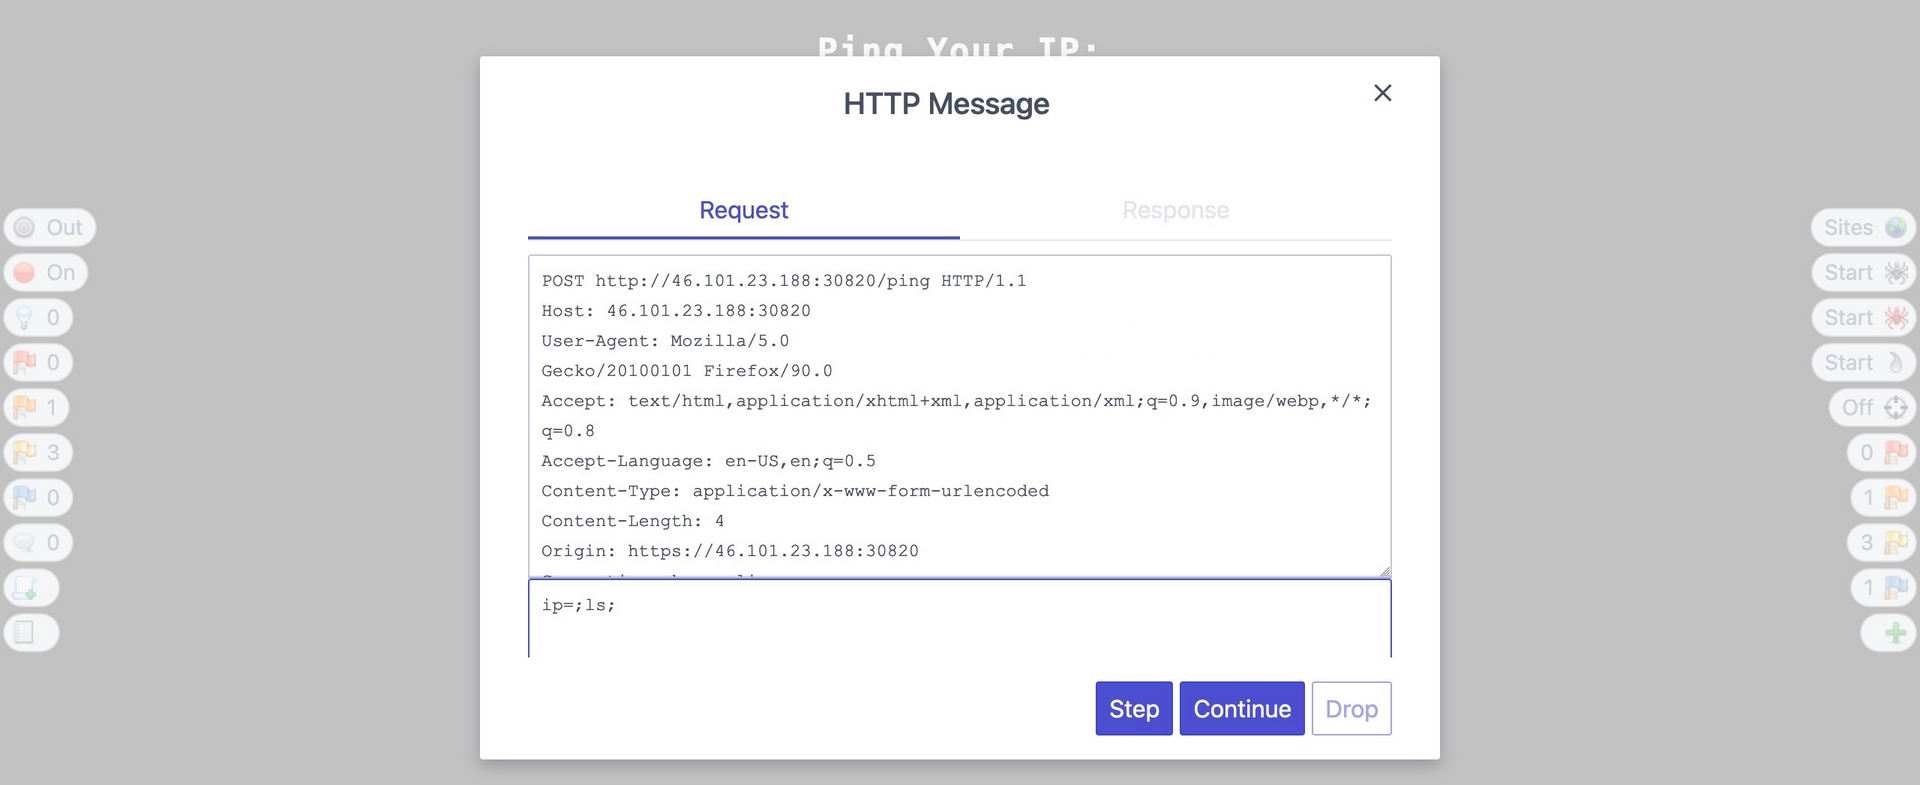 Ping Your IP:
HTTP Message
Request
Response
Out
On
0
0
1
3
0
0
POST http://46.101.23.188:30820/ping HTTP/1.1
Host: 46.101.23.188:30820
User-Agent: Mozilla/5.0
Gecko/20100101 Firefox/90.0
Accept: text/html,application/xhtml+xml,application/xml;q=0.9,image/webp,*/*;
q=0.8
Accept-Language: en-US,en;q=0.5
Content-Type: application/x-www-form-urlencoded
Content-Length: 4
Origin: https://46.101.23.188:30820
ip=;ls;
Step
Continue
Drop
Sites
Start
Start
Start
Off
0
1
3
1